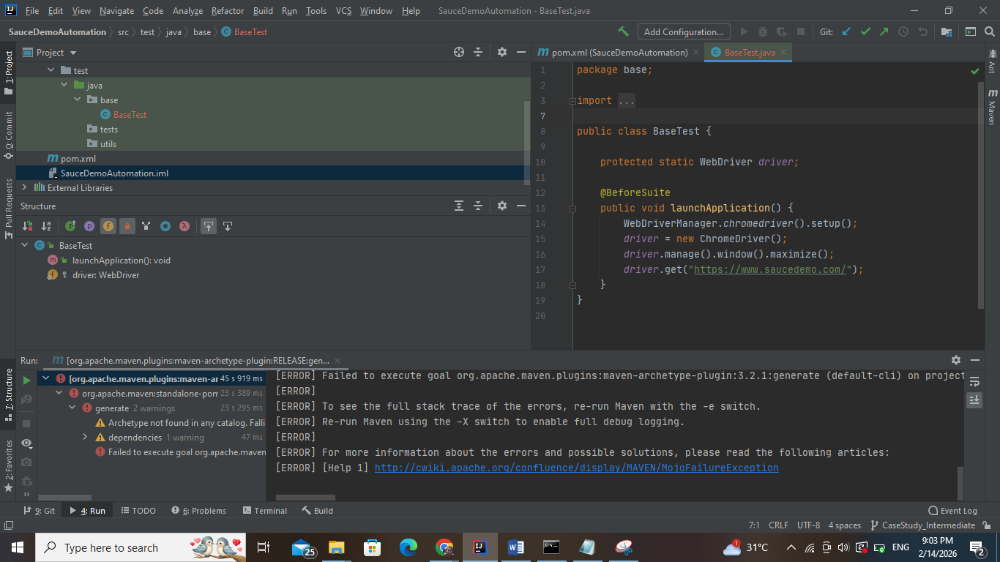 File Edit View Navigate Code Analyze Refactor Build Run Tools VCS Window Help SauceDemoAutomation - BaseTest.java
SauceDemoAutomation src test java base BaseTest Add Configuration... Git:
1: Project
0: Commit
Pull Requests
7: Structure
2: Favorites
Project
test
java
base
BaseTest
tests
utils
pom.xml
SauceDemoAutomation.iml
External Libraries
Structure
BaseTest
launchApplication(): void
driver: WebDriver
pom.xml (SauceDemoAutomation) BaseTest.java
1 package base;
2
3 import ...
7
8 public class BaseTest {
9
10 protected static WebDriver driver;
11
12 @BeforeSuite
13 public void launchApplication() {
14 WebDriverManager.chromedriver().setup();
15 driver = new ChromeDriver();
16 driver.manage().window().maximize();
17 driver.get("https://www.saucedemo.com/");
18 }
19 }
20
Ant
Maven
Run: [org.apache.maven.plugins:maven-archetype-plugin:RELEASE:gen...
[org.apache.maven.plugins:maven-ar 45 s 919 ms
org.apache.maven:standalone-pom 23 s 389 ms
generate 2 warnings 23 s 295 ms
Archetype not found in any catalog. Falli
dependencies 1 warning 47 ms
Failed to execute goal org.apache.maven
[ERROR] Failed to execute goal org.apache.maven.plugins:maven-archetype-plugin:3.2.1:generate (default-cli) on project
[ERROR]
[ERROR] To see the full stack trace of the errors, re-run Maven with the -e switch.
[ERROR] Re-run Maven using the -X switch to enable full debug logging.
[ERROR]
[ERROR] For more information about the errors and possible solutions, please read the following articles:
[ERROR] [Help 1] http://cwiki.apache.org/confluence/display/MAVEN/MojoFailureException
9: Git 4: Run TODO 6: Problems Terminal Build Event Log
7:1 CRLF UTF-8 4 spaces CaseStudy_Intermediate
Type here to search 25 31°C ENG 9:03 PM
2/14/2026 2